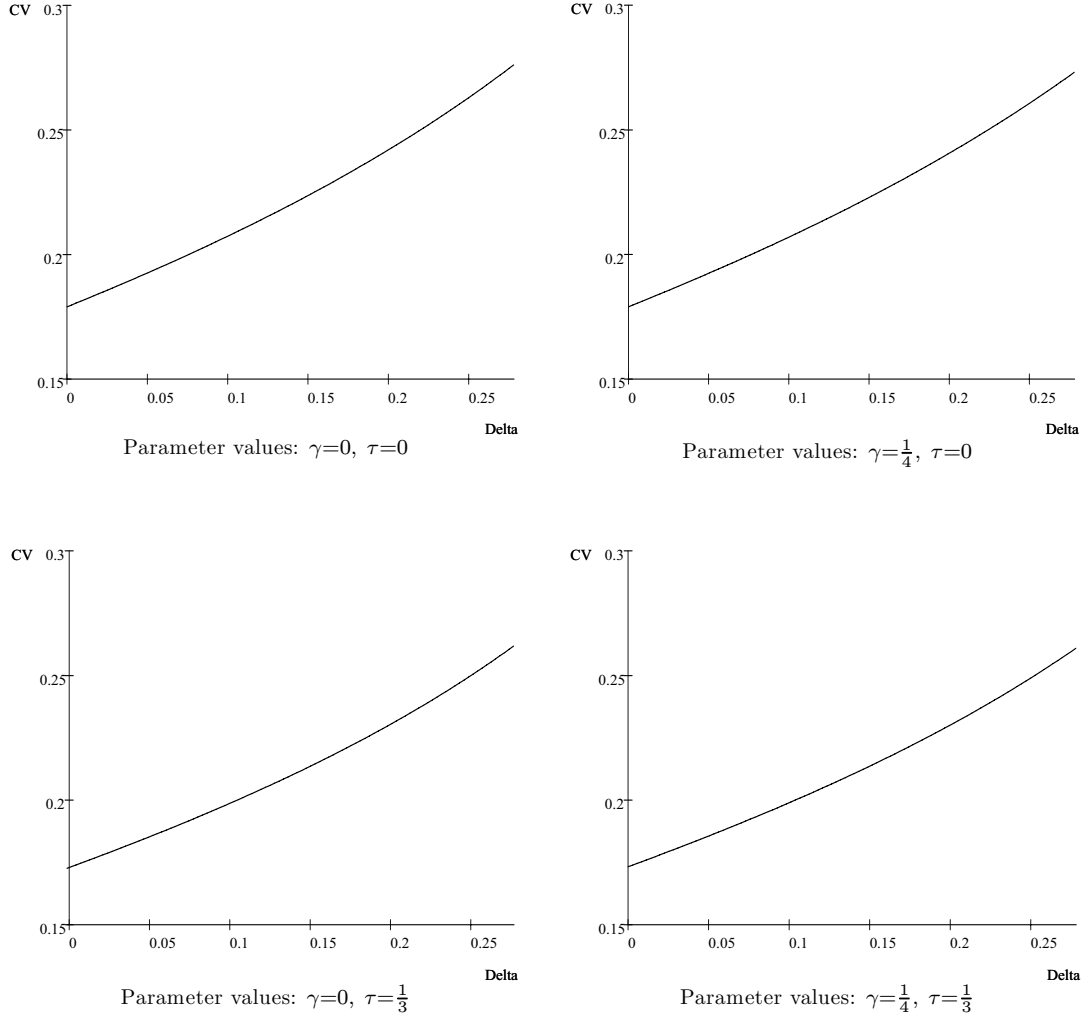 CV 0.3
0.25
0.2
0.15
0 0.05 0.1 0.15 0.2 0.25
Delta
Parameter values: γ=0, τ=0
CV 0.3
0.25
0.2
0.15
0 0.05 0.1 0.15 0.2 0.25
Delta
Parameter values: γ=1/4, τ=0
CV 0.3
0.25
0.2
0.15
0 0.05 0.1 0.15 0.2 0.25
Delta
Parameter values: γ=0, τ=1/3
CV 0.3
0.25
0.2
0.15
0 0.05 0.1 0.15 0.2 0.25
Delta
Parameter values: γ=1/4, τ=1/3